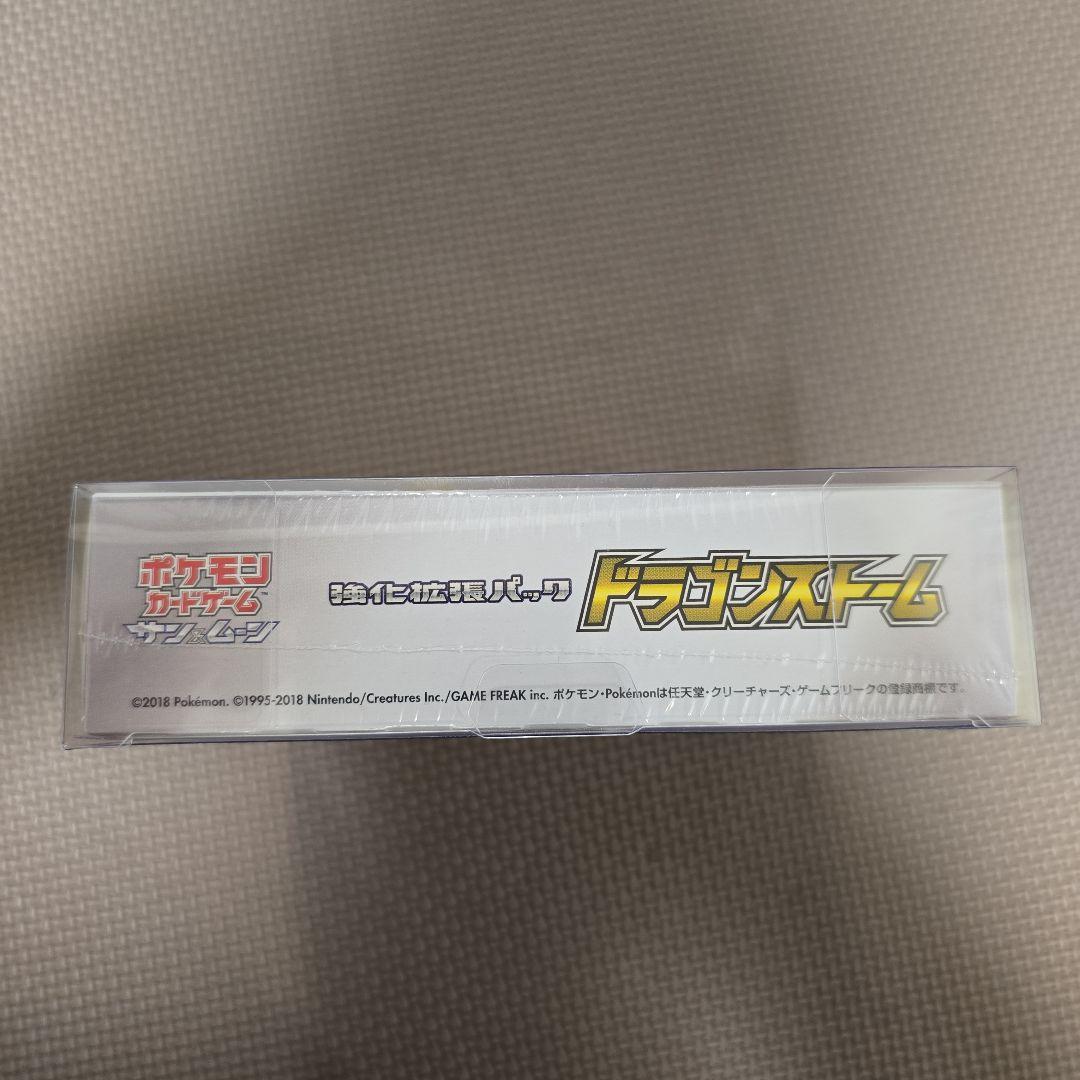 ポケモン
カードゲーム™
サン&ムーン
強化拡張パック
ドラゴンストーム
©2018 Pokémon. ©1995-2018 Nintendo/Creatures Inc./GAME FREAK inc. ポケモン・Pokémonは任天堂・クリーチャーズ・ゲームフリークの登録商標です。